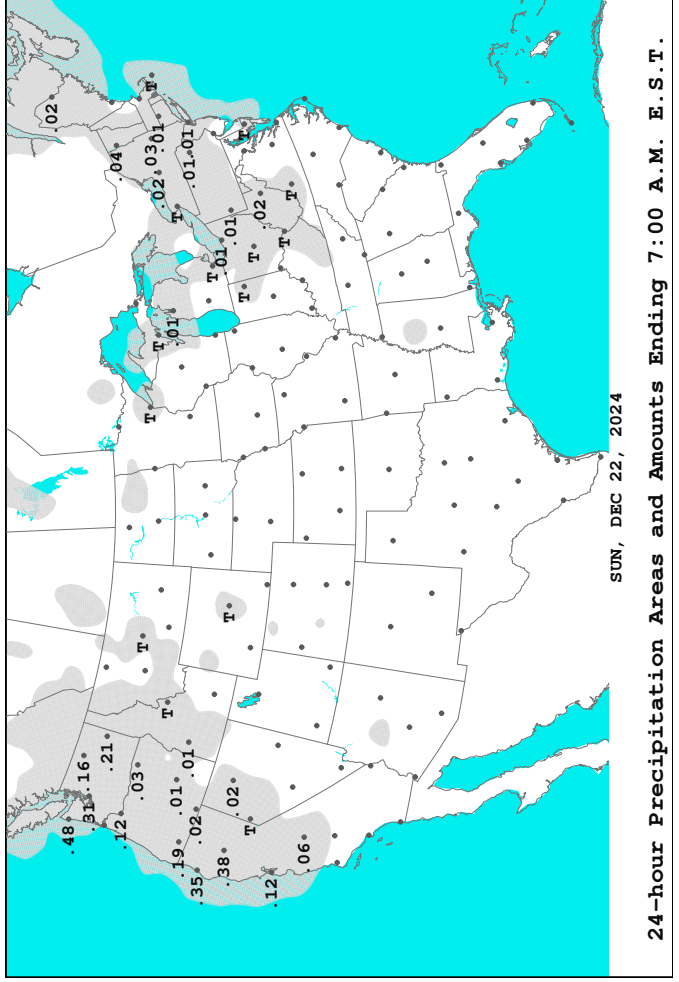 .02
.48
.16
.31
.21
.04
.12
.03
T
T
.03
T
T
.01
.02
T
.01
.01
T
.19
.01
.01
.01
.02
.35
T
.01
.38
T
.01
.02
T
T
T
T
.02
.12
T
T
.06
SUN, DEC 22, 2024
24-hour Precipitation Areas and Amounts Ending 7:00 A.M. E.S.T.